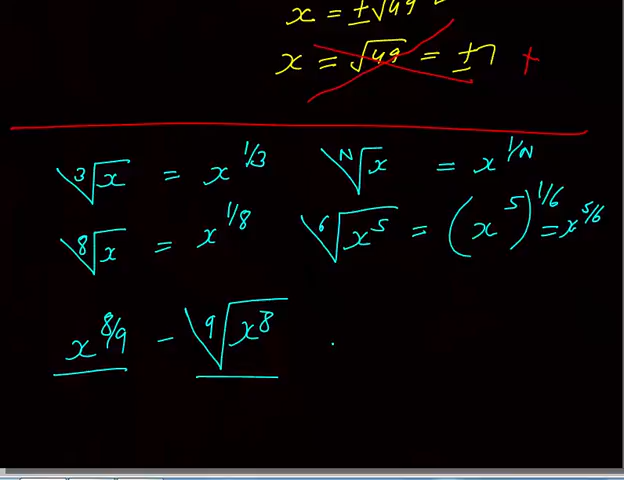 x = ±√49
x = √49 = ±7 +
³√x = x^1/3 ᴺ√x = x^1/N
⁸√x = x^1/8 ⁶√x⁵ = (x⁵)^1/6 = x^5/6
x^8/9 - ⁹√x⁸